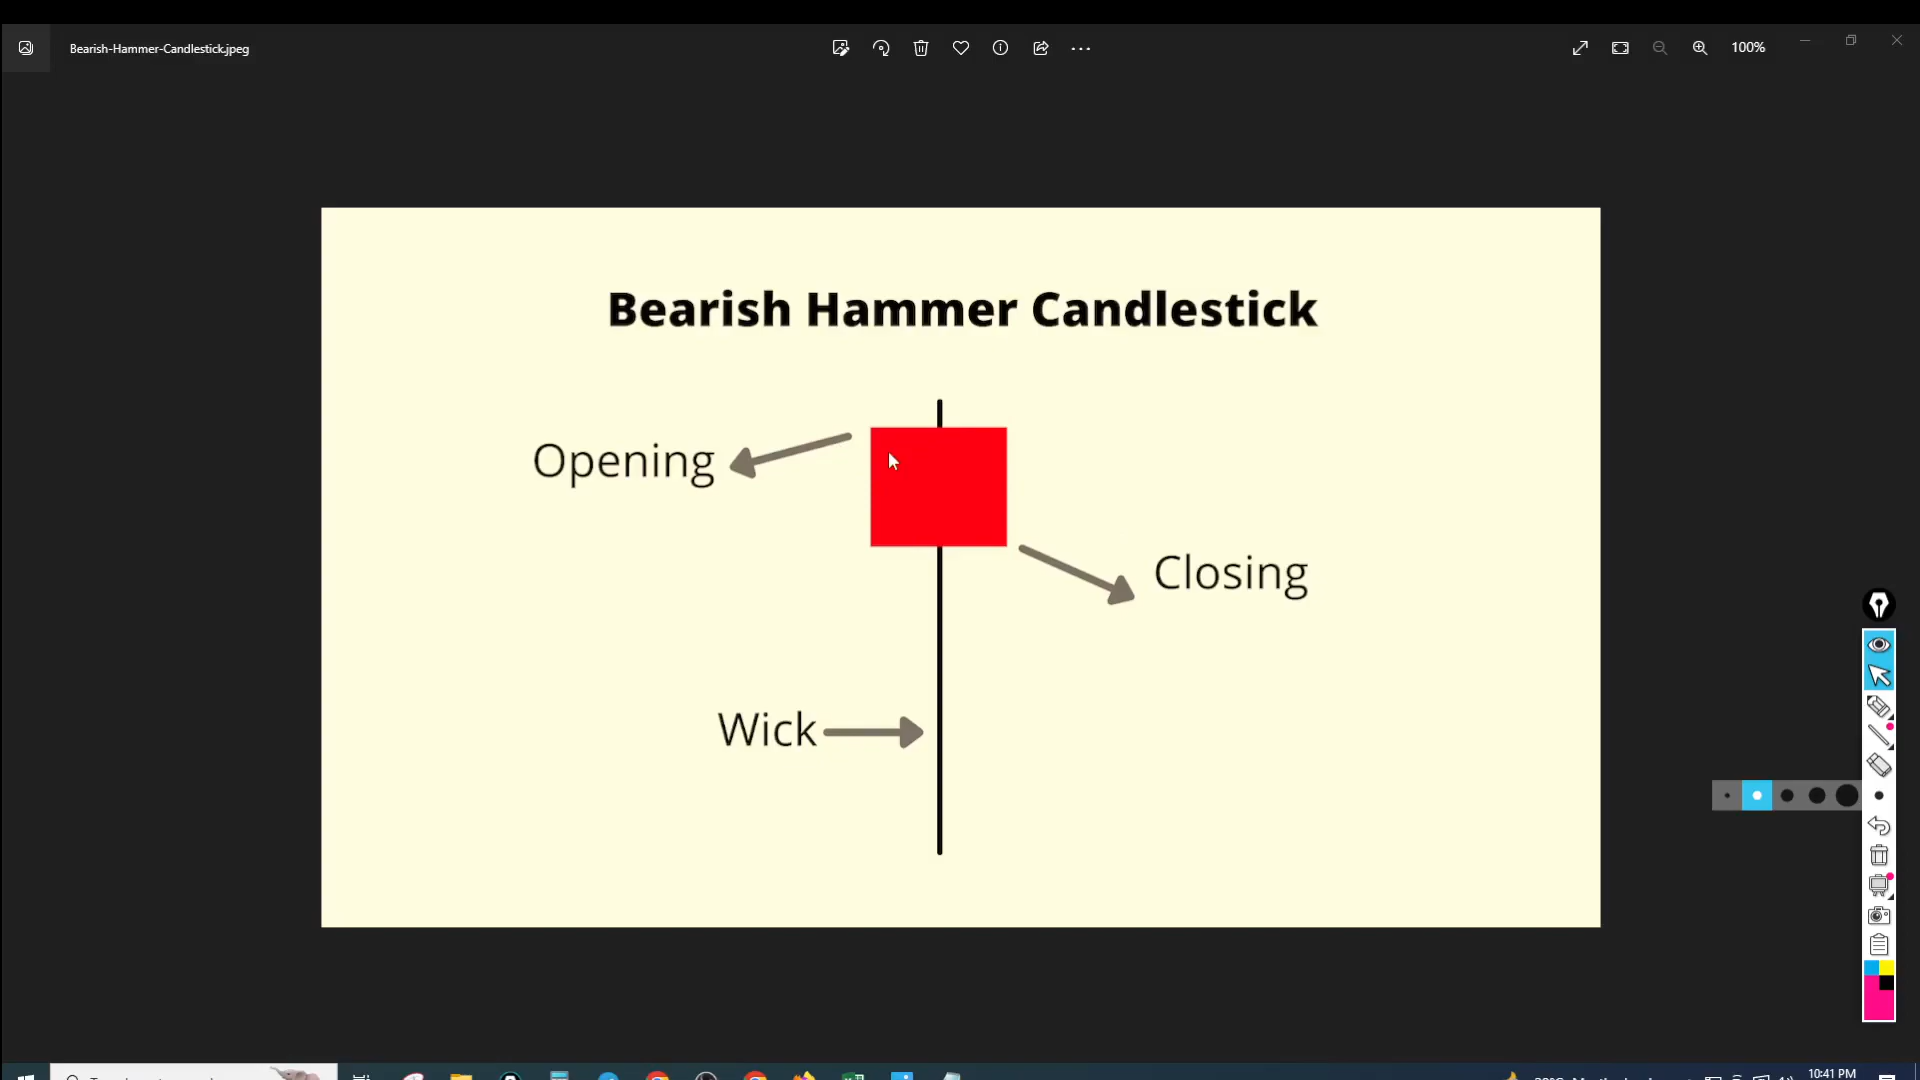 Bearish-Hammer-Candlestick.jpeg
100%
Bearish Hammer Candlestick
Opening
Closing
Wick
10:41 PM